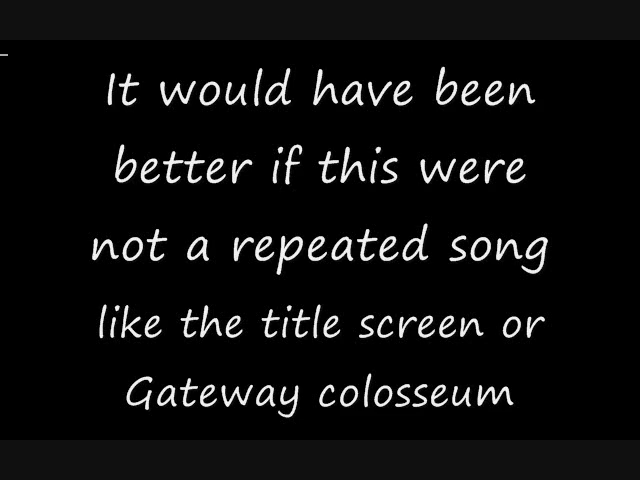 It would have been
better if this were
not a repeated song
like the title screen or
Gateway colosseum